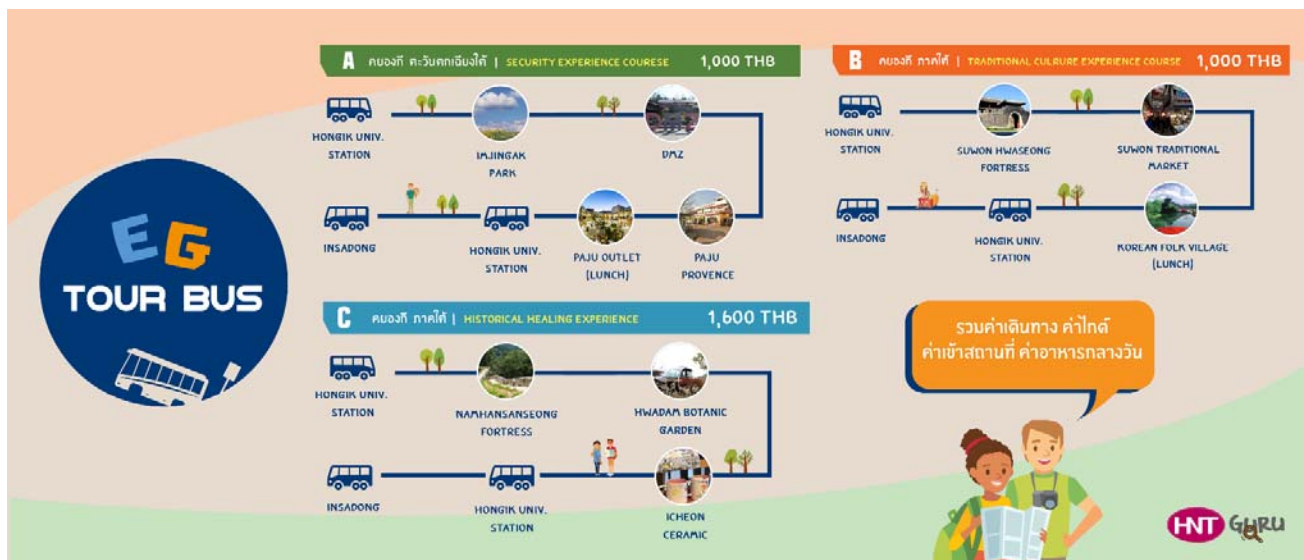 EG
TOUR BUS
A คยองกี ตะวันตกเฉียงใต้ | SECURITY EXPERIENCE COURESE 1,000 THB
HONGIK UNIV.
STATION
IMJINGAK
PARK
DMZ
PAJU
PROVENCE
PAJU OUTLET
(LUNCH)
HONGIK UNIV.
STATION
INSADONG
B คยองกี ภาคใต้ | TRADITIONAL CULRURE EXPERIENCE COURSE 1,000 THB
HONGIK UNIV.
STATION
SUWON HWASEONG
FORTRESS
SUWON TRADITIONAL
MARKET
KOREAN FOLK VILLAGE
(LUNCH)
HONGIK UNIV.
STATION
INSADONG
C คยองกี ภาคใต้ | HISTORICAL HEALING EXPERIENCE 1,600 THB
HONGIK UNIV.
STATION
NAMHANSANSEONG
FORTRESS
HWADAM BOTANIC
GARDEN
ICHEON
CERAMIC
HONGIK UNIV.
STATION
INSADONG
รวมค่าเดินทาง ค่าไกด์
ค่าเข้าสถานที่ ค่าอาหารกลางวัน
HNT GURU